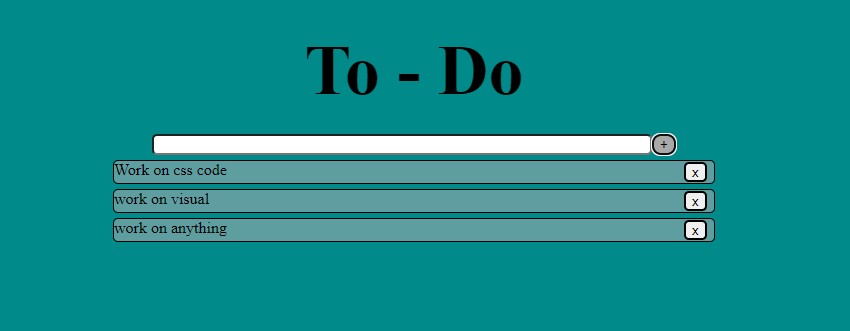 To - Do
+
Work on css code x
work on visual x
work on anything x